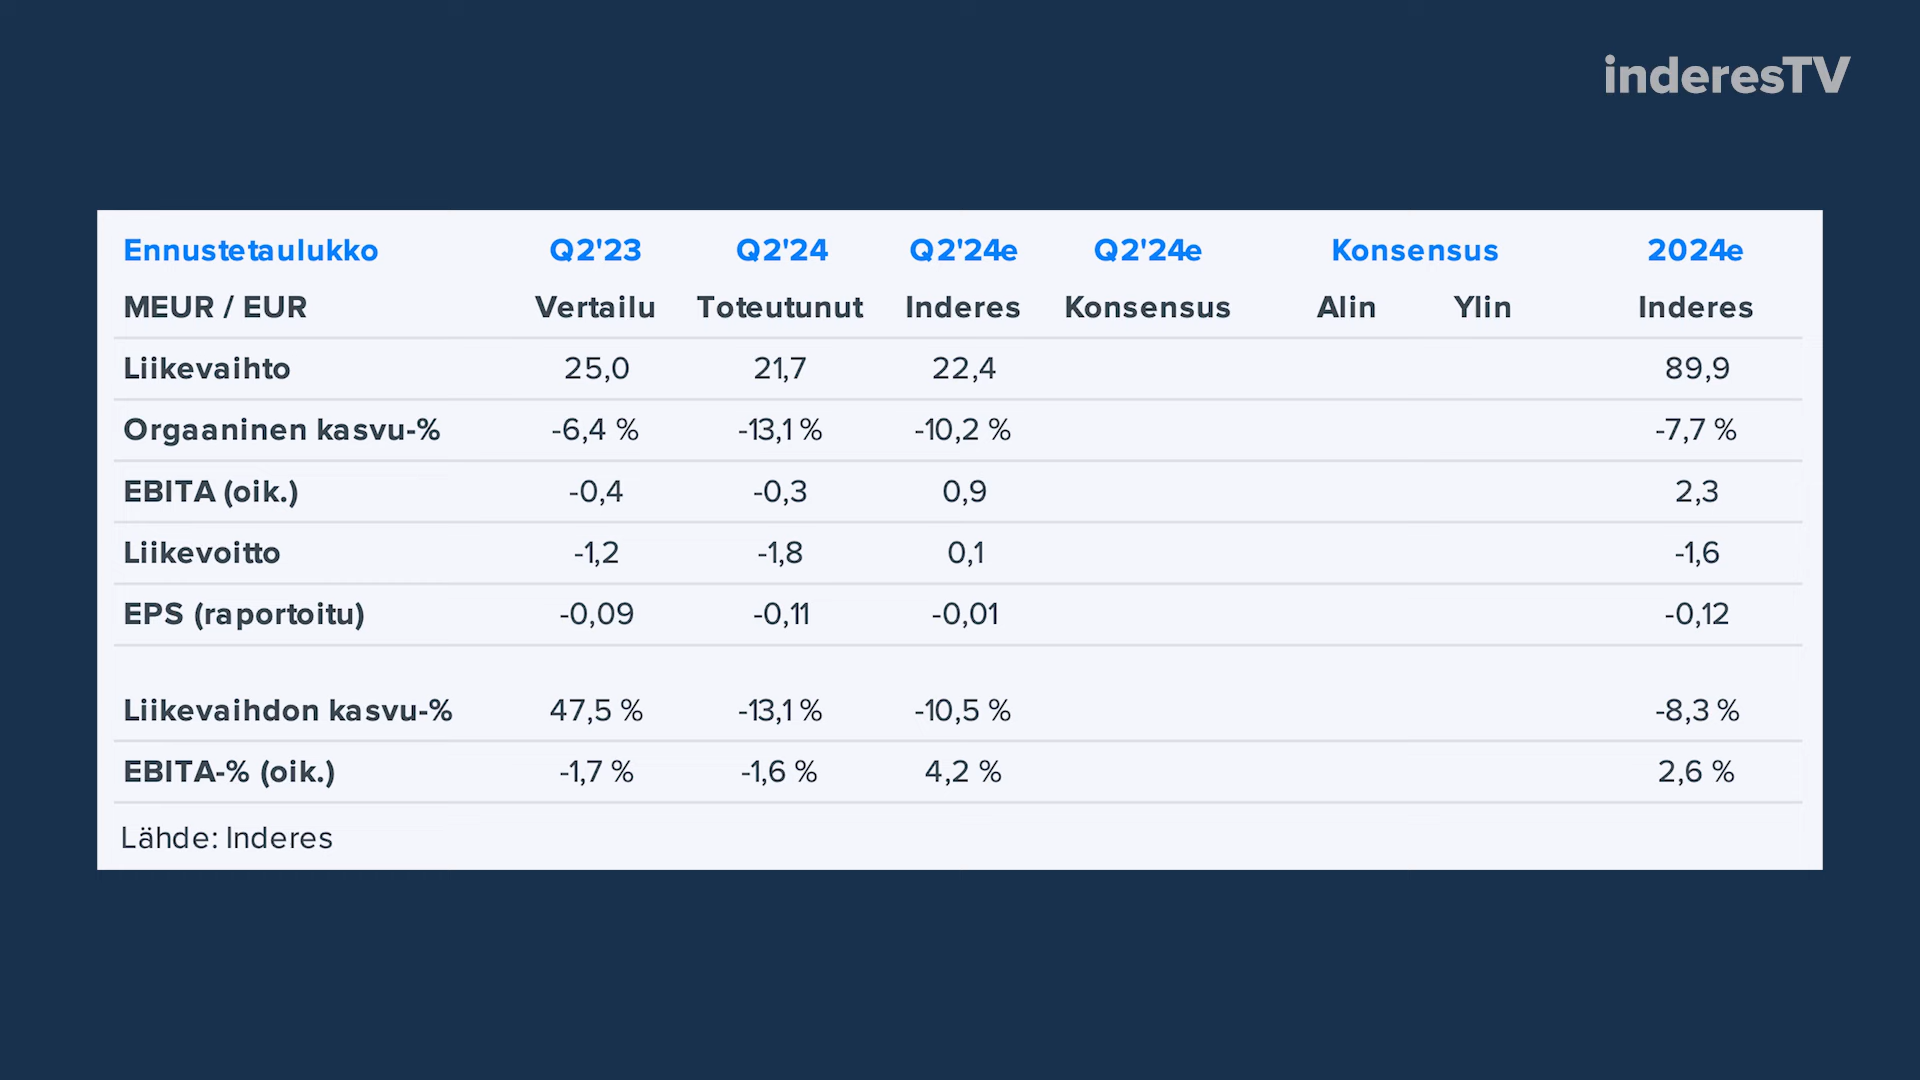 inderesTV
Ennustetaulukko Q2'23 Q2'24 Q2'24e Q2'24e Konsensus 2024e
MEUR / EUR Vertailu Toteutunut Inderes Konsensus Alin Ylin Inderes
Liikevaihto 25,0 21,7 22,4 89,9
Orgaaninen kasvu-% -6,4 % -13,1 % -10,2 % -7,7 %
EBITA (oik.) -0,4 -0,3 0,9 2,3
Liikevoitto -1,2 -1,8 0,1 -1,6
EPS (raportoitu) -0,09 -0,11 -0,01 -0,12
Liikevaihdon kasvu-% 47,5 % -13,1 % -10,5 % -8,3 %
EBITA-% (oik.) -1,7 % -1,6 % 4,2 % 2,6 %
Lähde: Inderes